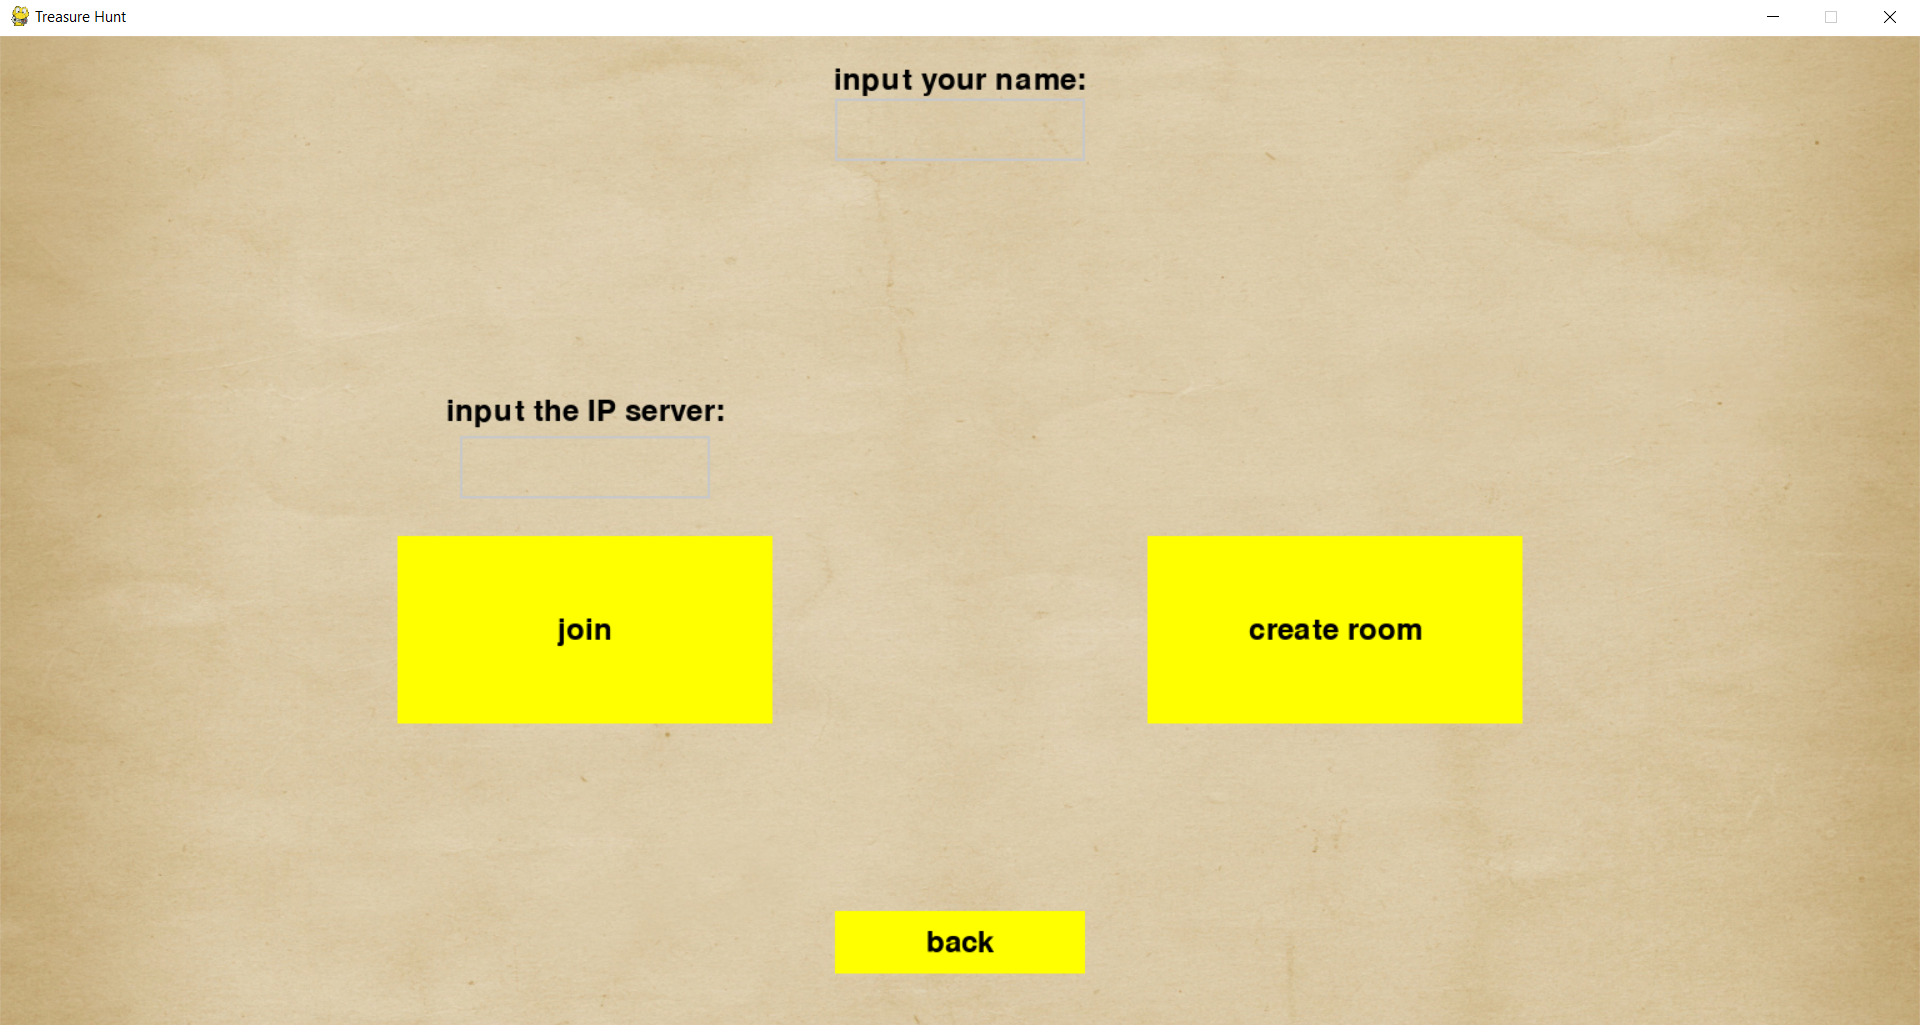 Treasure Hunt
input your name:
input the IP server:
join
create room
back